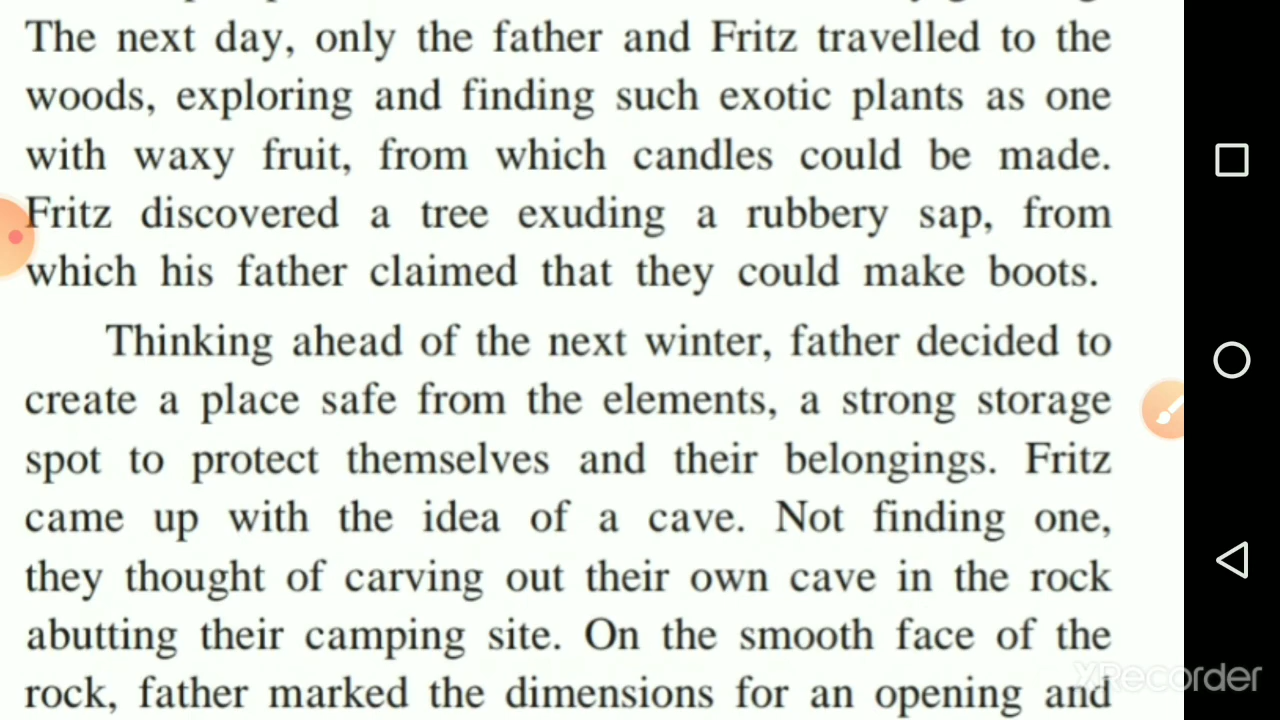 The next day, only the father and Fritz travelled to the
woods, exploring and finding such exotic plants as one
with waxy fruit, from which candles could be made.
Fritz discovered a tree exuding a rubbery sap, from
which his father claimed that they could make boots.
Thinking ahead of the next winter, father decided to
create a place safe from the elements, a strong storage
spot to protect themselves and their belongings. Fritz
came up with the idea of a cave. Not finding one,
they thought of carving out their own cave in the rock
abutting their camping site. On the smooth face of the
rock, father marked the dimensions for an opening and
XRecorder